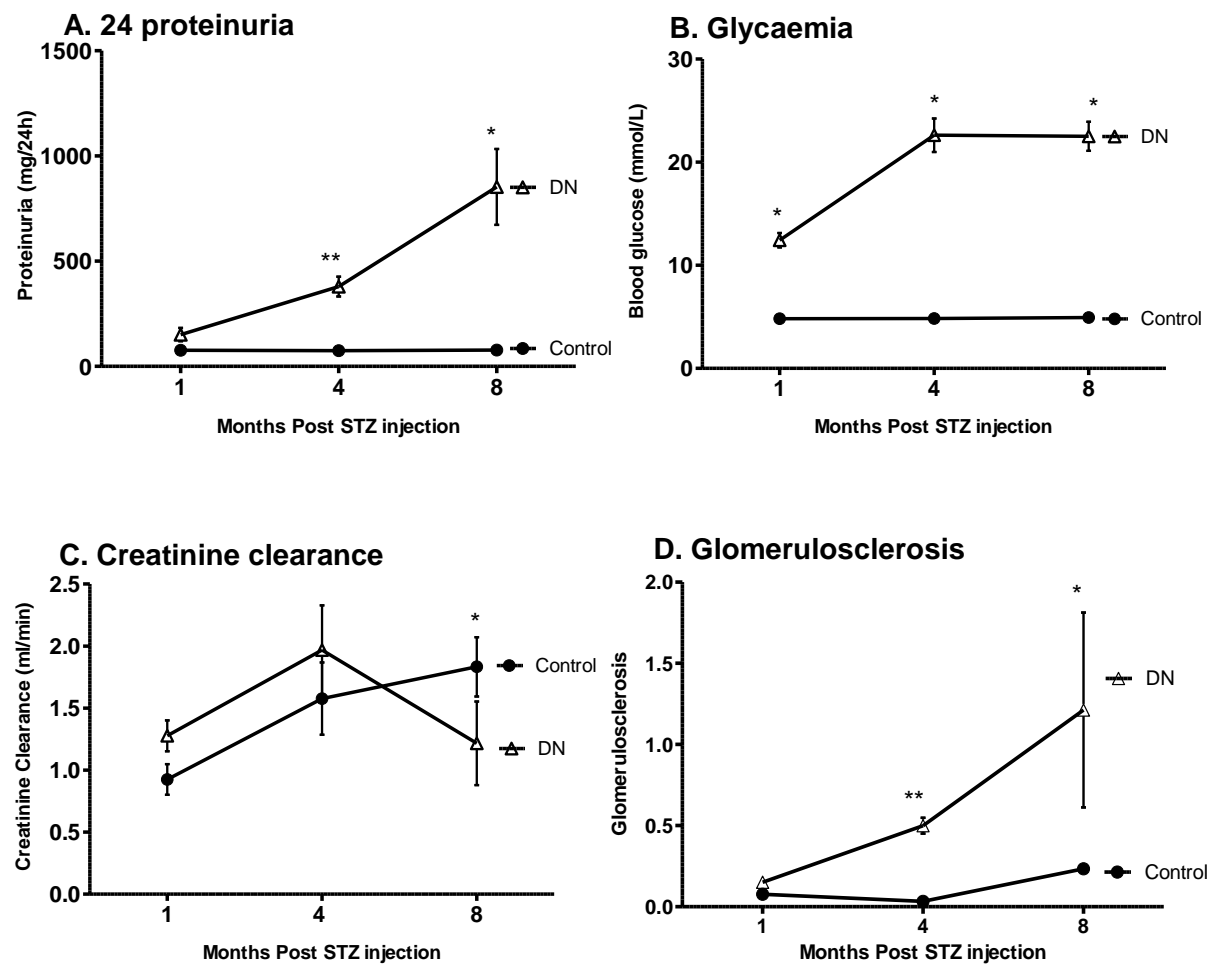 A. 24 proteinuria
1500
1000
500
0
Proteinuria (mg/24h)
**
*
DN
Control
1 4 8
Months Post STZ injection
B. Glycaemia
30
20
10
0
Blood glucose (mmol/L)
*
*
*
DN
Control
1 4 8
Months Post STZ injection
C. Creatinine clearance
2.5
2.0
1.5
1.0
0.5
0.0
Creatinine Clearance (ml/min)
*
Control
DN
1 4 8
Months Post STZ injection
D. Glomerulosclerosis
2.0
1.5
1.0
0.5
0.0
Glomerulosclerosis
**
*
DN
Control
1 4 8
Months Post STZ injection